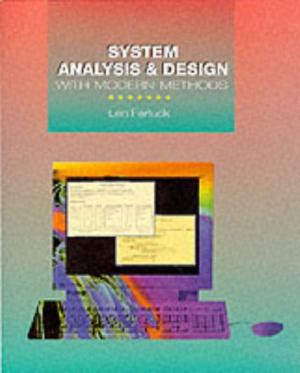 SYSTEM
ANALYSIS & DESIGN
WITH MODERN METHODS
Len Fertuck